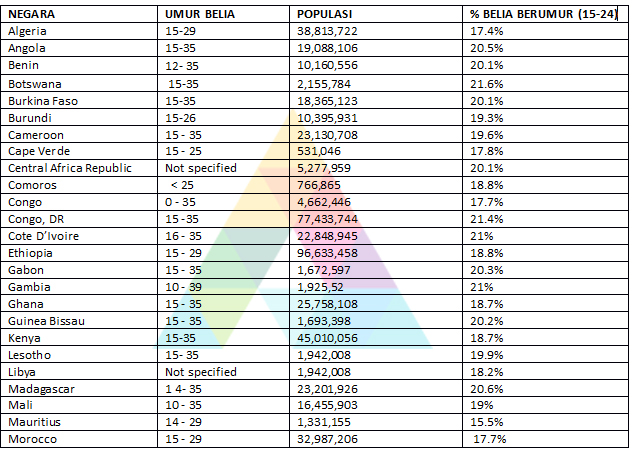 NEGARA UMUR BELIA POPULASI % BELIA BERUMUR (15-24)
Algeria 15-29 38,813,722 17.4%
Angola 15-35 19,088,106 20.5%
Benin 12- 35 10,160,556 20.1%
Botswana 15-35 2,155,784 21.6%
Burkina Faso 15-35 18,365,123 20.1%
Burundi 15-26 10,395,931 19.3%
Cameroon 15 - 35 23,130,708 19.6%
Cape Verde 15 - 25 531,046 17.8%
Central Africa Republic Not specified 5,277,959 20.1%
Comoros < 25 766,865 18.8%
Congo 0 - 35 4,662,446 17.7%
Congo, DR 15 - 35 77,433,744 21.4%
Cote D’Ivoire 16 - 35 22,848,945 21%
Ethiopia 15 - 29 96,633,458 18.8%
Gabon 15 - 35 1,672,597 20.3%
Gambia 10 - 39 1,925,52 21%
Ghana 15 - 35 25,758,108 18.7%
Guinea Bissau 15 - 35 1,693,398 20.2%
Kenya 15-35 45,010,056 18.7%
Lesotho 15- 35 1,942,008 19.9%
Libya Not specified 1,942,008 18.2%
Madagascar 1 4- 35 23,201,926 20.6%
Mali 10 - 35 16,455,903 19%
Mauritius 14 - 29 1,331,155 15.5%
Morocco 15 - 29 32,987,206 17.7%